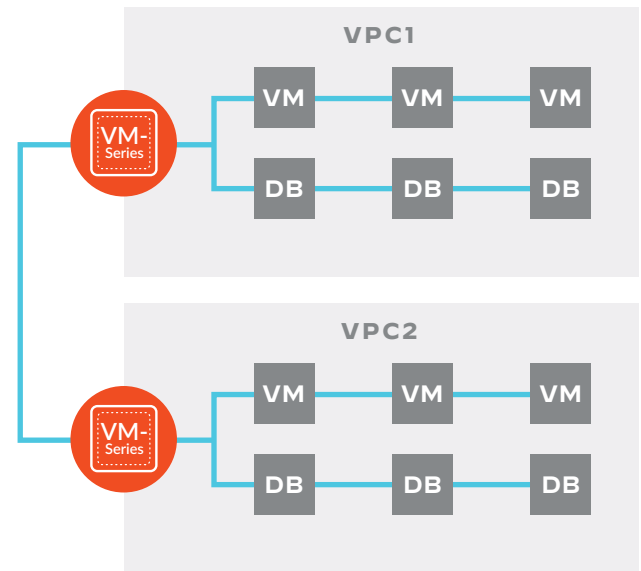 VPC1
VM VM VM
VM-
Series
DB DB DB
VPC2
VM VM VM
VM-
Series
DB DB DB